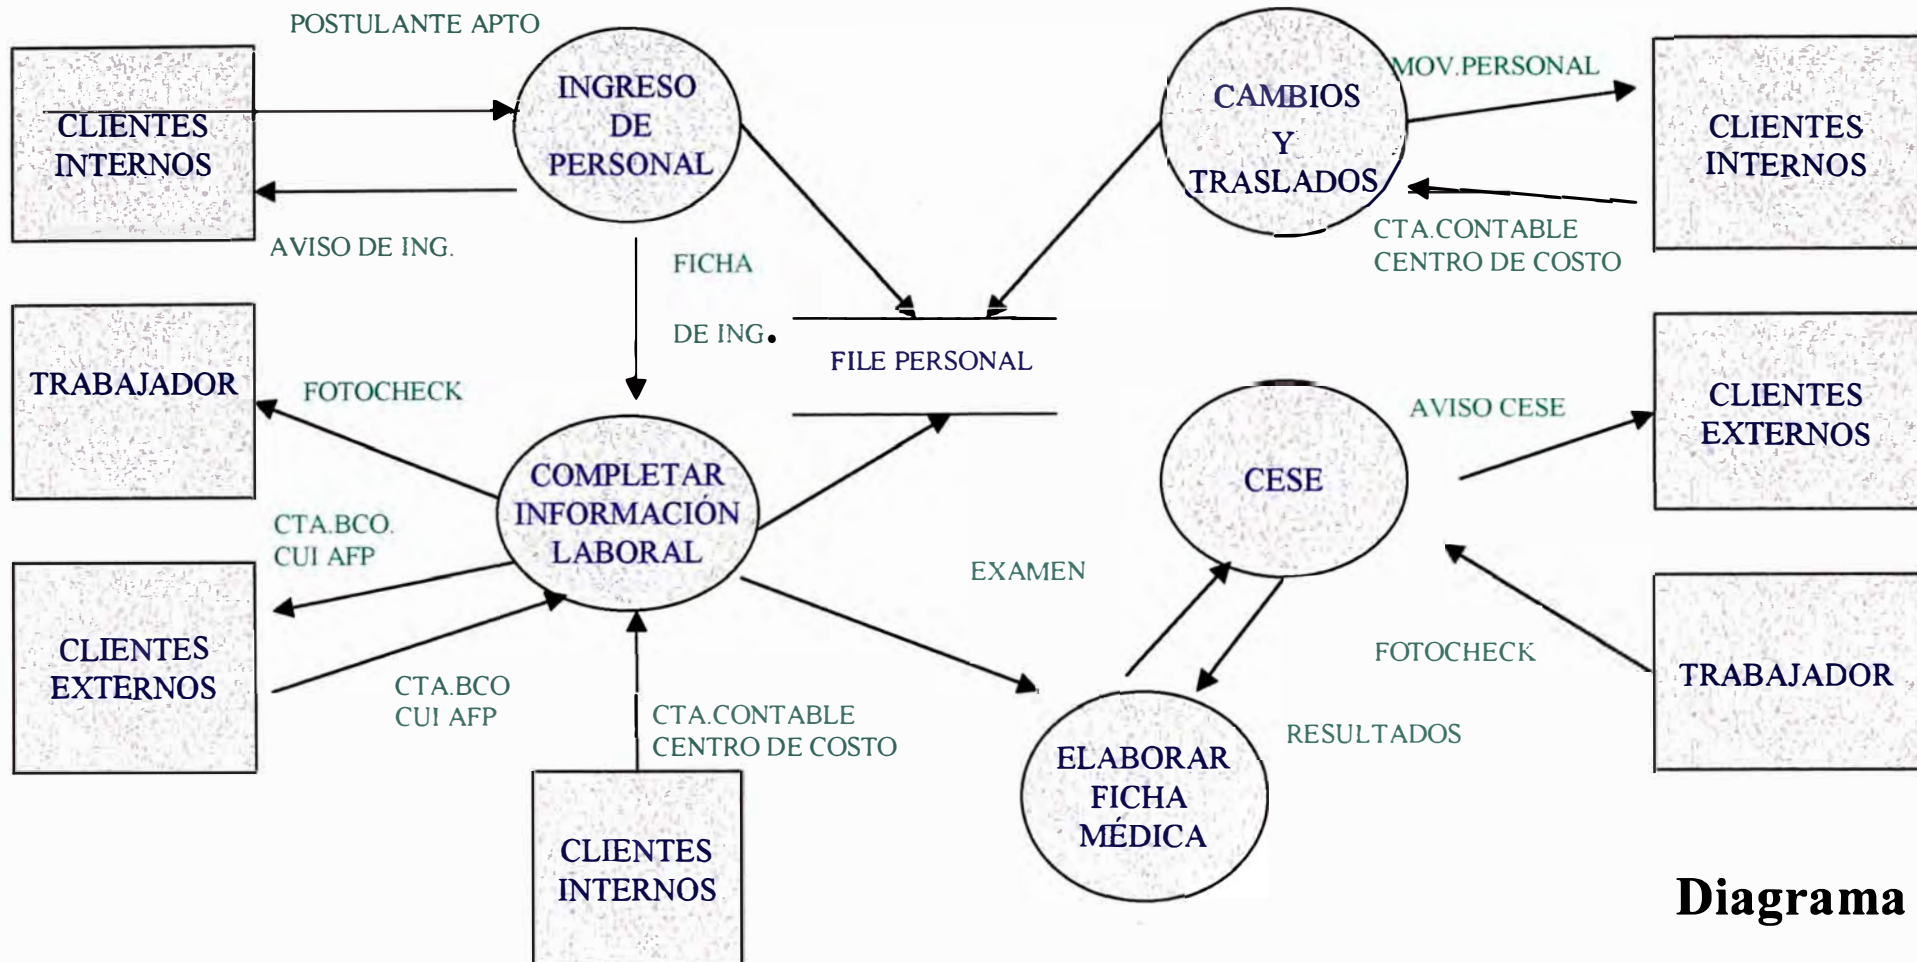 POSTULANTE APTO
CLIENTES
INTERNOS
INGRESO
DE
PERSONAL
AVISO DE ING.
CAMBIOS
Y
TRASLADOS
MOV.PERSONAL
CLIENTES
INTERNOS
CTA.CONTABLE
CENTRO DE COSTO
FICHA
DE ING.
FILE PERSONAL
TRABAJADOR
FOTOCHECK
COMPLETAR
INFORMACIÓN
LABORAL
CTA.BCO.
CUI AFP
CLIENTES
EXTERNOS
CTA.BCO
CUI AFP
CTA.CONTABLE
CENTRO DE COSTO
CLIENTES
INTERNOS
CESE
AVISO CESE
CLIENTES
EXTERNOS
EXAMEN
FOTOCHECK
TRABAJADOR
RESULTADOS
ELABORAR
FICHA
MÉDICA
Diagrama